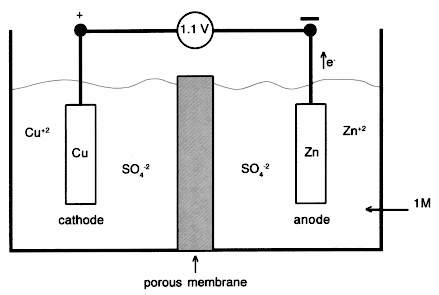 +
1.1 V
−
e-
Cu+2
Cu
SO4-2
SO4-2
Zn
Zn+2
cathode
anode
1M
porous membrane